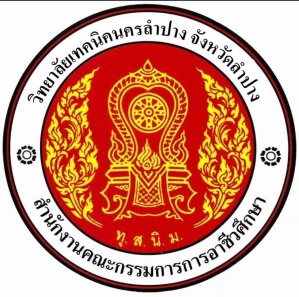 วิทยาลัยเทคนิคนครลำปาง จังหวัดลำปาง
ทุ. ส. นิ. ม.
สำนักงานคณะกรรมการการอาชีวศึกษา